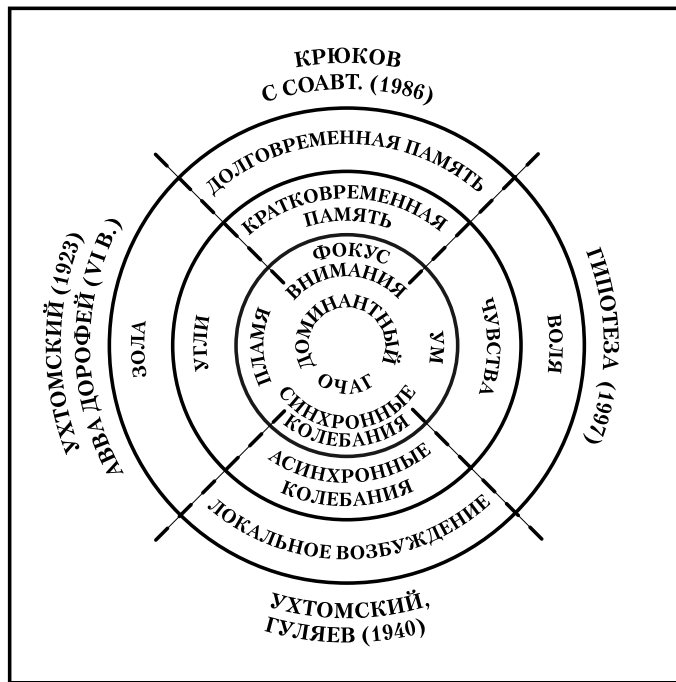 КРЮКОВ
С СОАВТ. (1986)
ДОЛГОВРЕМЕННАЯ ПАМЯТЬ
КРАТКОВРЕМЕННАЯ
ПАМЯТЬ
ФОКУС
ВНИМАНИЯ
УХТОМСКИЙ (1923)
АВВА ДОРОФЕЙ (VI В.)
ЗОЛА
УГЛИ
ПЛАМЯ
ДОМИНАНТНЫЙ
ОЧАГ
УМ
ЧУВСТВА
ВОЛЯ
ГИПОТЕЗА (1997)
СИНХРОННЫЕ
КОЛЕБАНИЯ
АСИНХРОННЫЕ
КОЛЕБАНИЯ
ЛОКАЛЬНОЕ ВОЗБУЖДЕНИЕ
УХТОМСКИЙ,
ГУЛЯЕВ (1940)